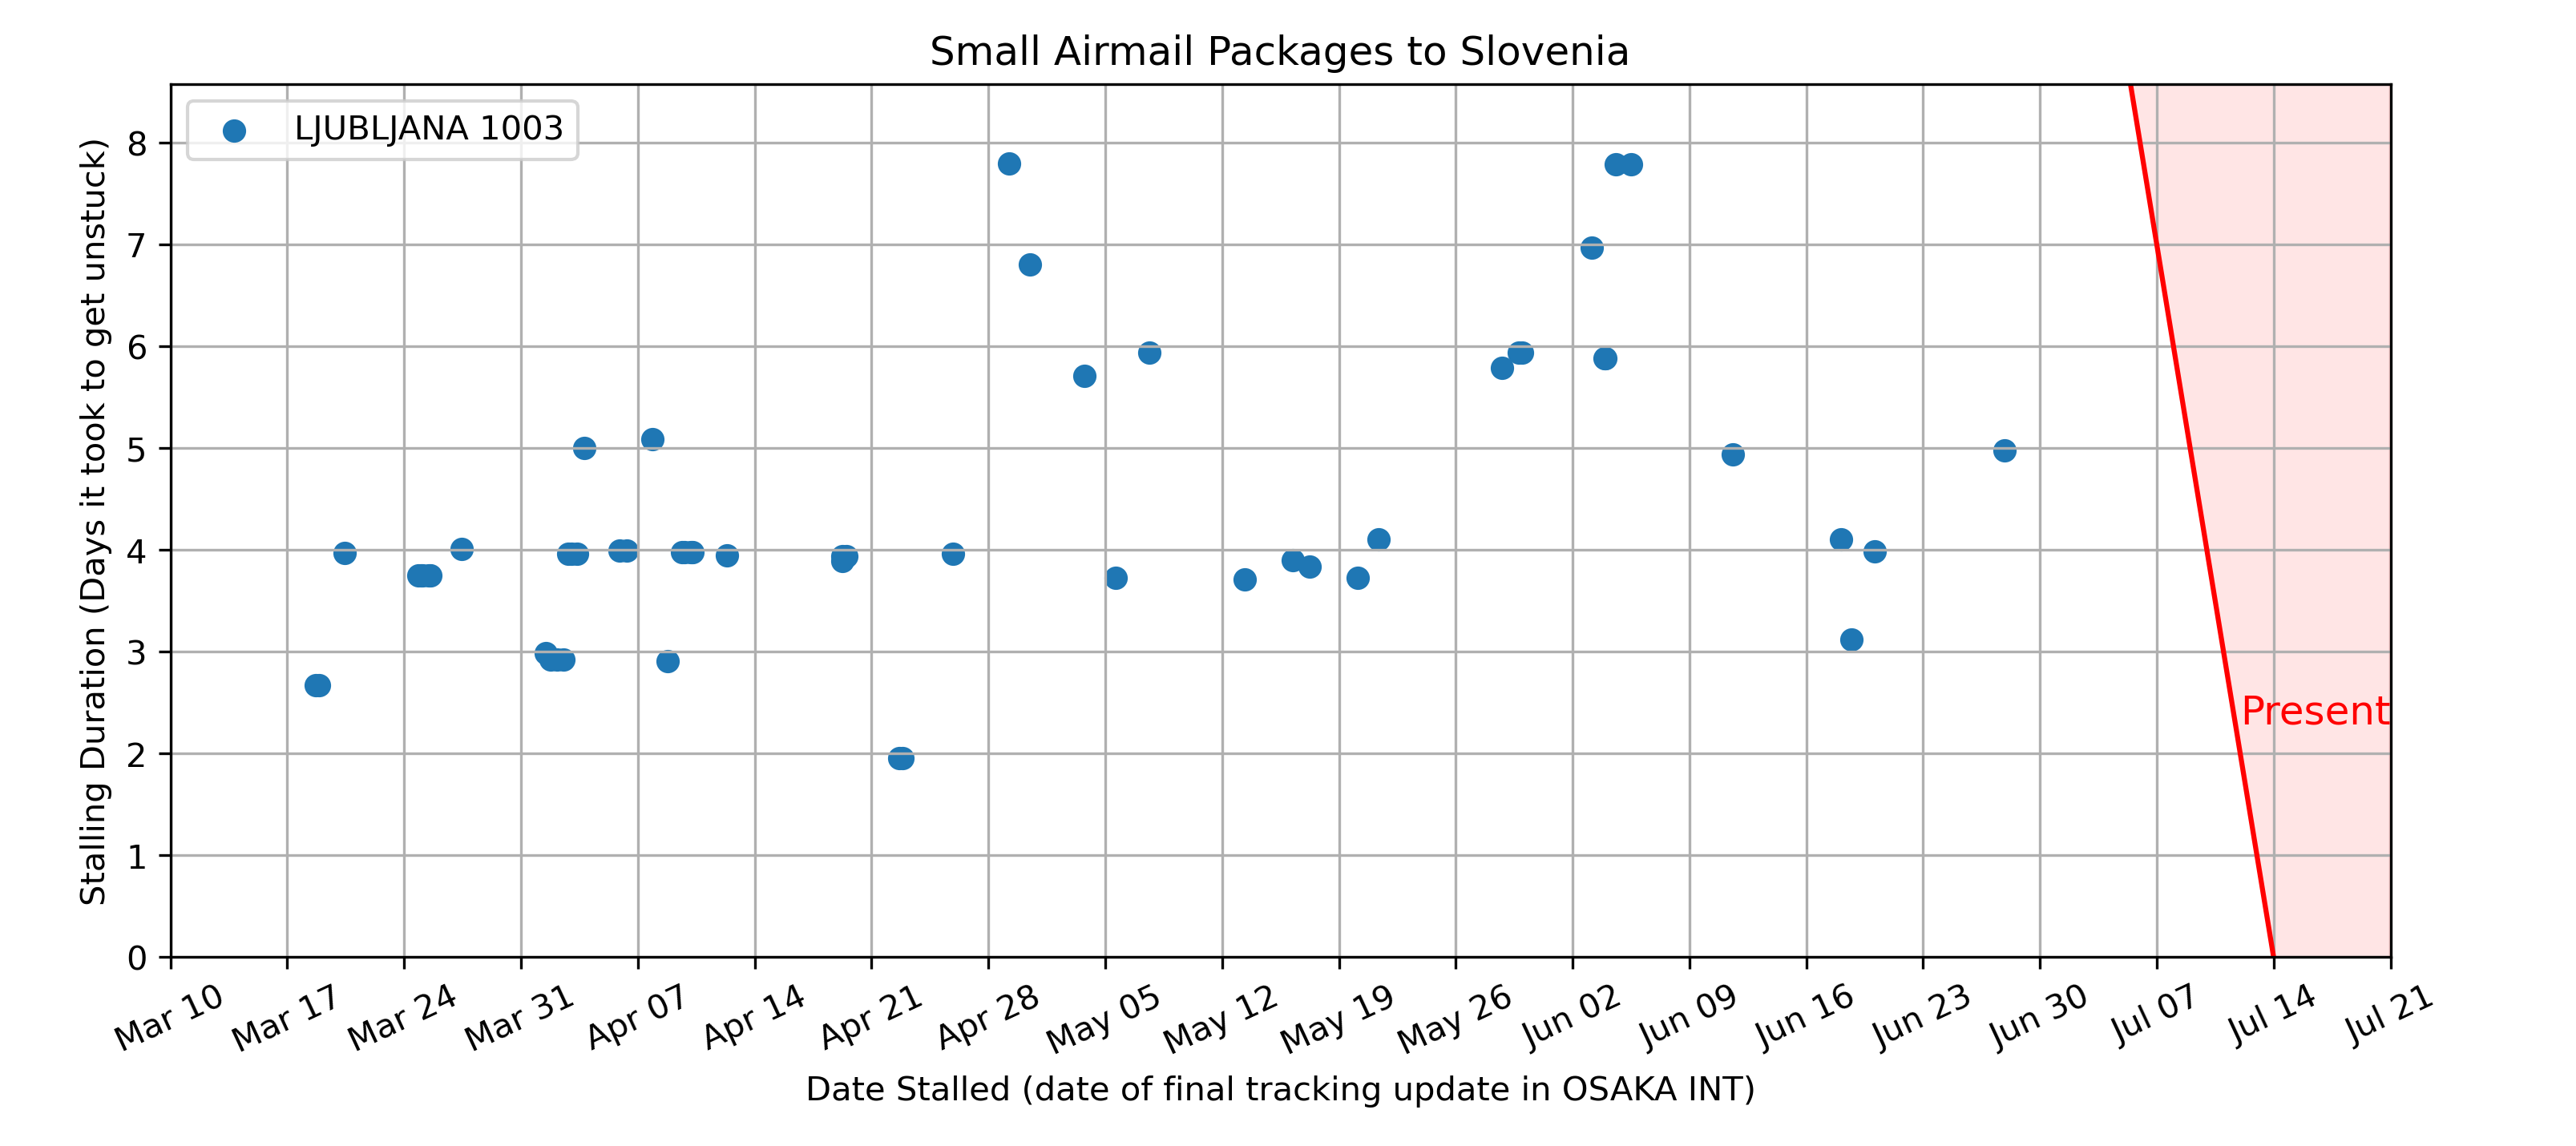 Small Airmail Packages to Slovenia
LJUBLJANA 1003
Stalling Duration (Days it took to get unstuck)
8
7
6
5
4
3
2
1
0
Present
Mar 10
Mar 17
Mar 24
Mar 31
Apr 07
Apr 14
Apr 21
Apr 28
May 05
May 12
May 19
May 26
Jun 02
Jun 09
Jun 16
Jun 23
Jun 30
Jul 07
Jul 14
Jul 21
Date Stalled (date of final tracking update in OSAKA INT)